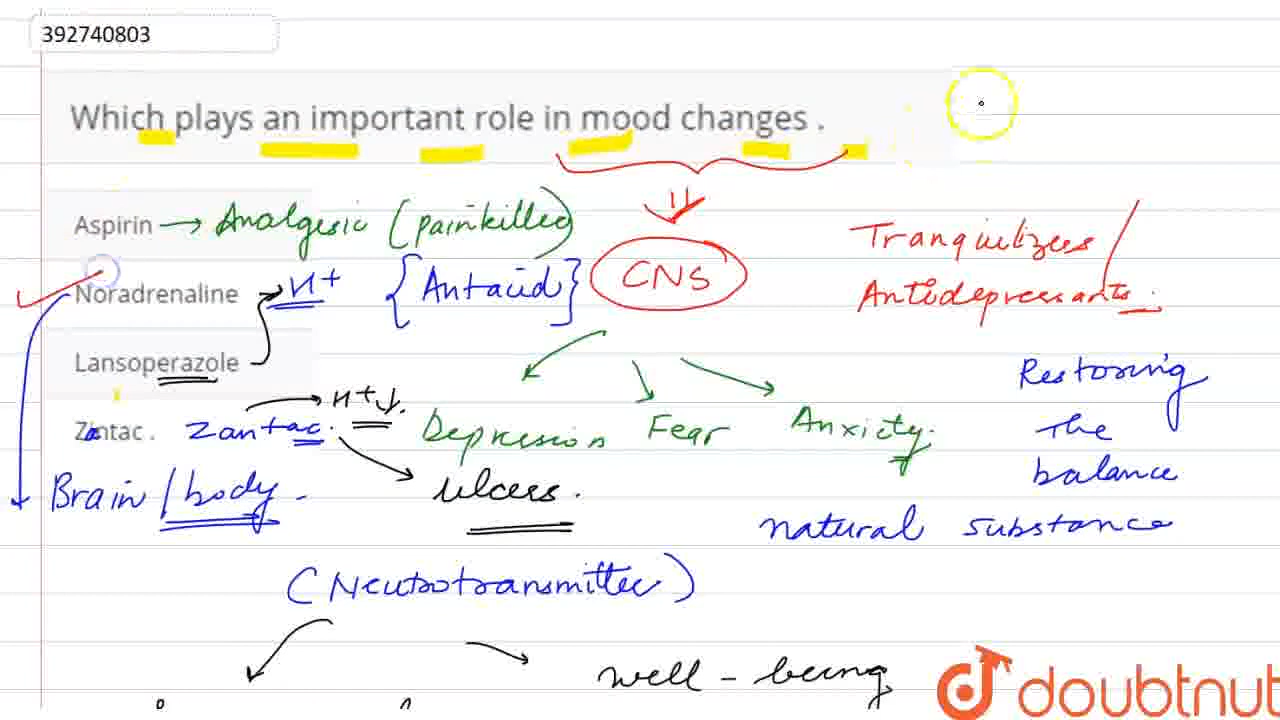 392740803
Which plays an important role in mood changes .
Aspirin → Analgesic (painkiller)
Noradrenaline → H+ {Antacid} CNS
Tranquilizers
Antidepressants.
Lansoperazole
Zantac . Zantac. H+↓.
Depression Fear Anxiety.
Restoring
the
balance
natural substance
Brain / body. ulcers.
(Neurotransmitter)
well - being
doubtnut